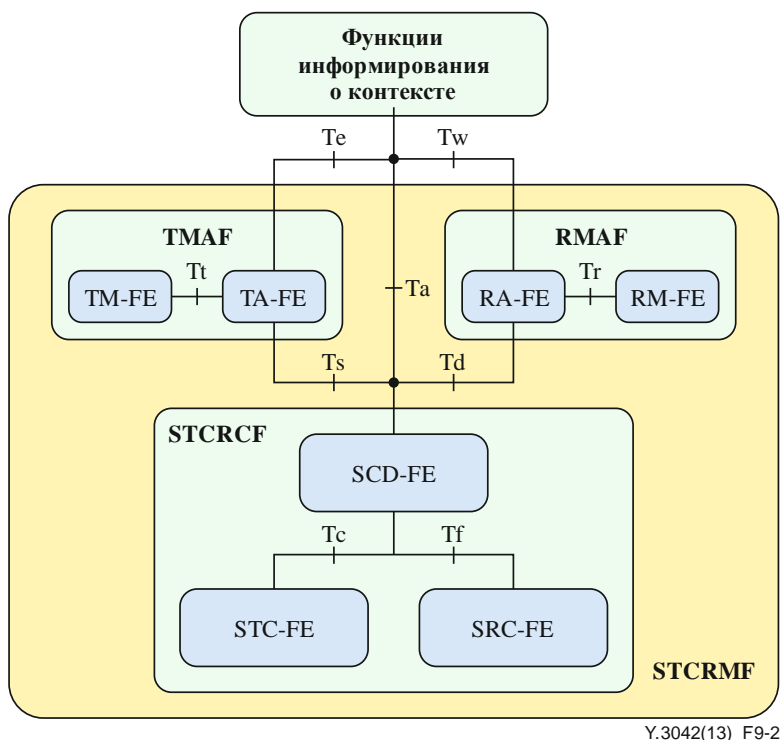 Функции
информирования
о контексте
Te
Tw
TMAF
RMAF
TM-FE
Tt
TA-FE
Ta
RA-FE
Tr
RM-FE
Ts
Td
STCRCF
SCD-FE
Tc
Tf
STC-FE
SRC-FE
STCRMF
Y.3042(13)_F9-2